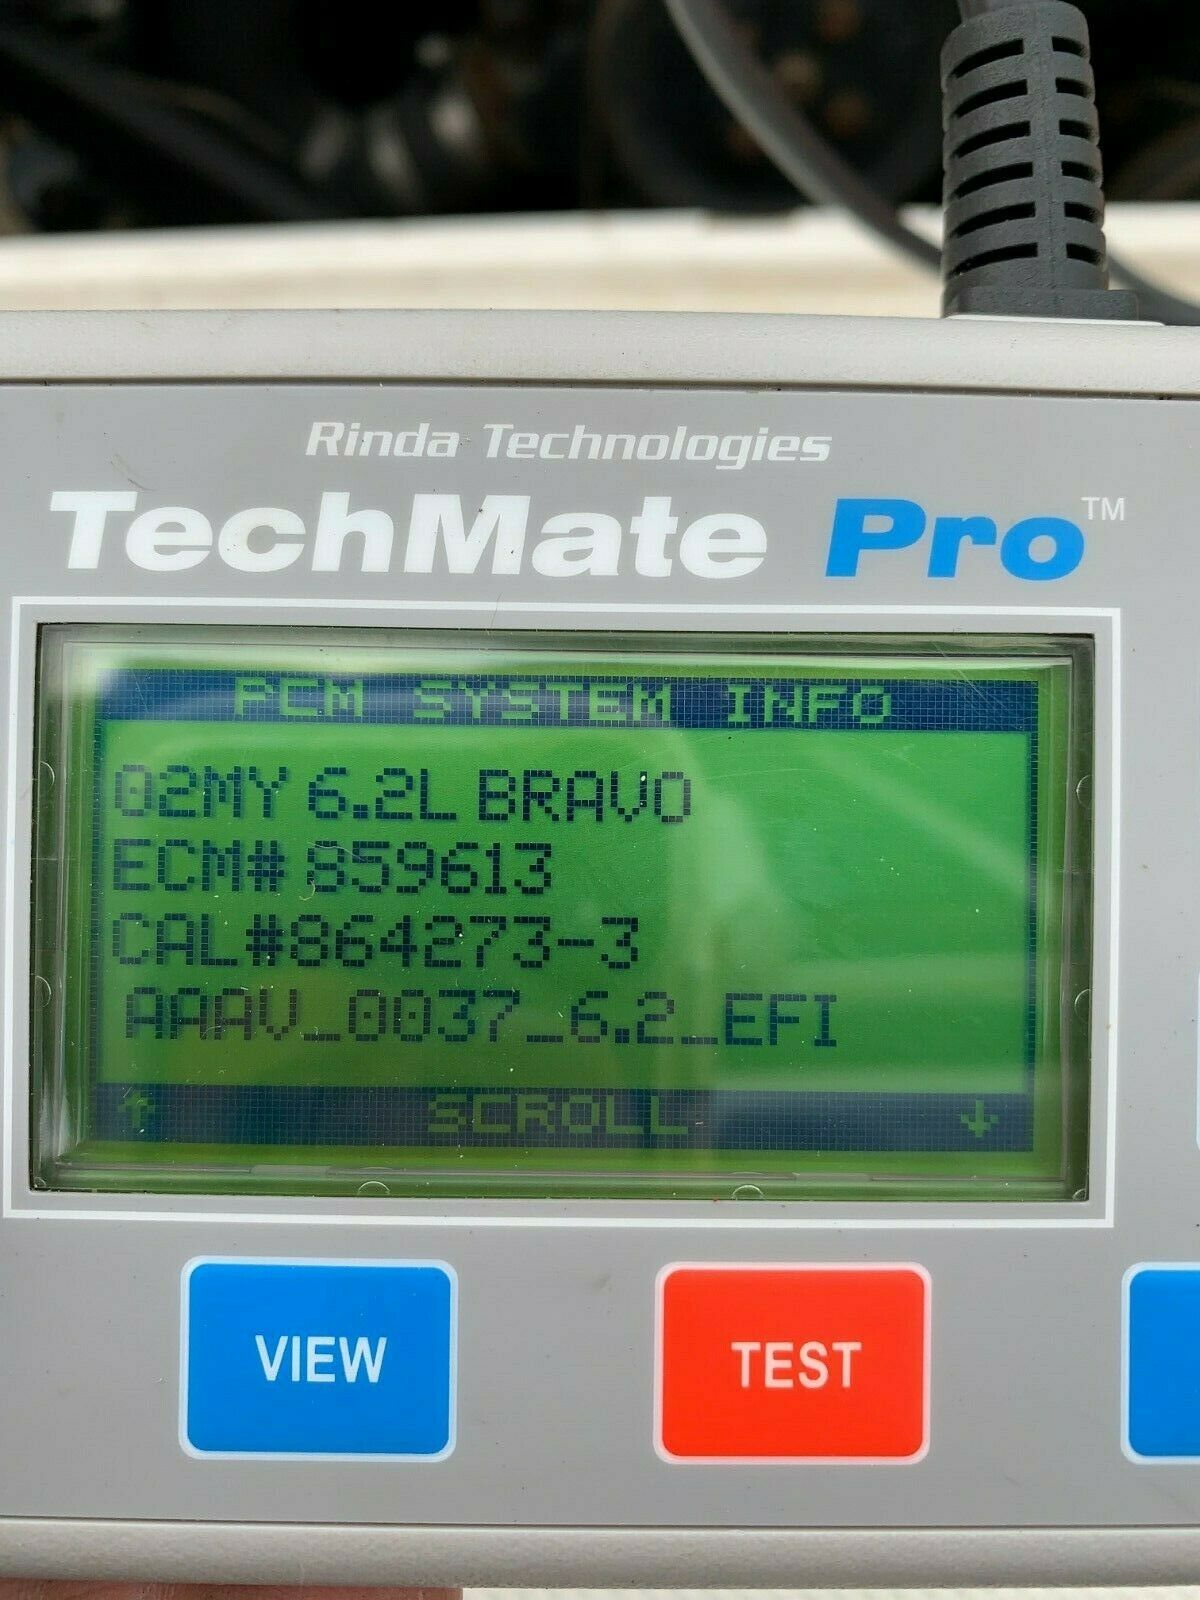 Rinda Technologies
TechMate Pro™
PCM SYSTEM INFO
02MY 6.2L BRAVO
ECM# 859613
CAL#864273-3
AAAV_0037_6.2_EFI
↑ SCROLL ↓
VIEW TEST